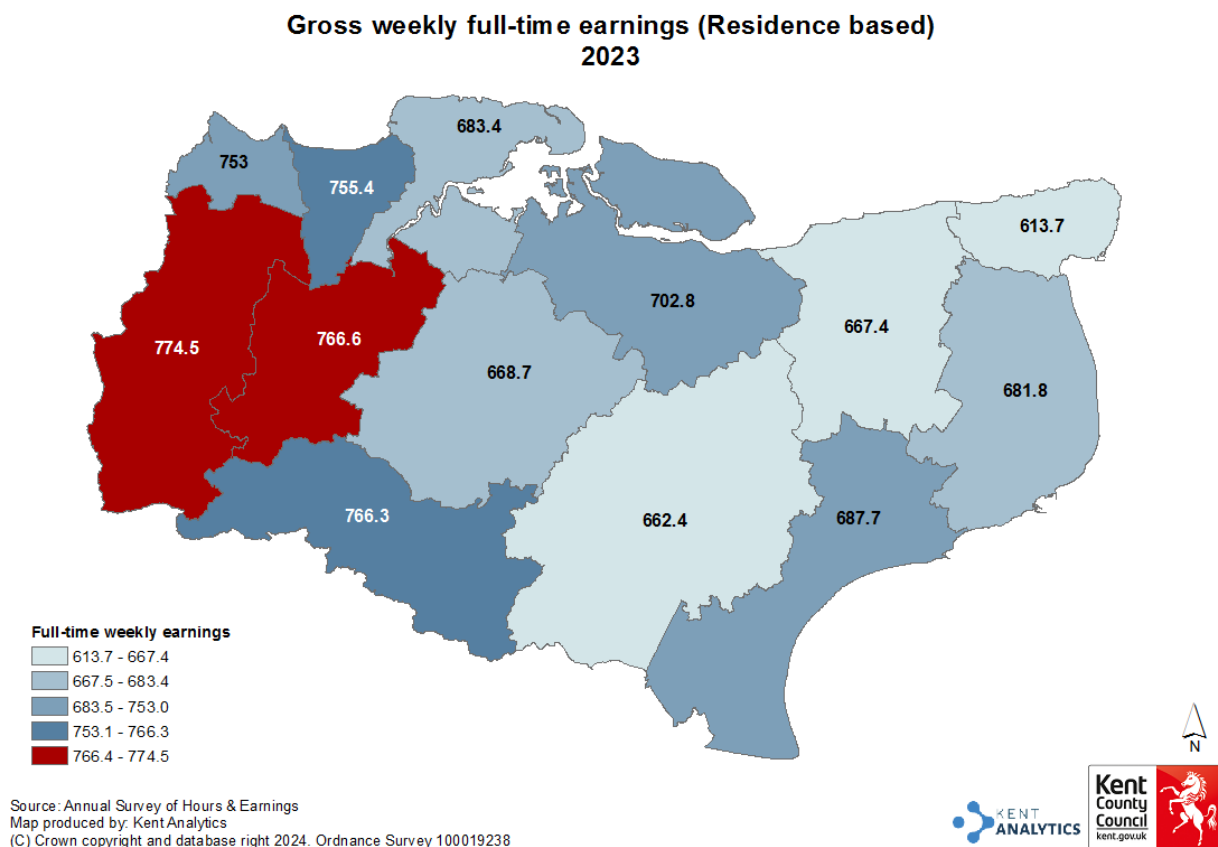 Gross weekly full-time earnings (Residence based)
2023
683.4
753
755.4
613.7
702.8
667.4
766.6
774.5
668.7
681.8
766.3
662.4
687.7
Full-time weekly earnings
613.7 - 667.4
667.5 - 683.4
683.5 - 753.0
753.1 - 766.3
766.4 - 774.5
N
Source: Annual Survey of Hours & Earnings
Map produced by: Kent Analytics
(C) Crown copyright and database right 2024. Ordnance Survey 100019238
KENT
ANALYTICS
Kent
County
Council
kent.gov.uk